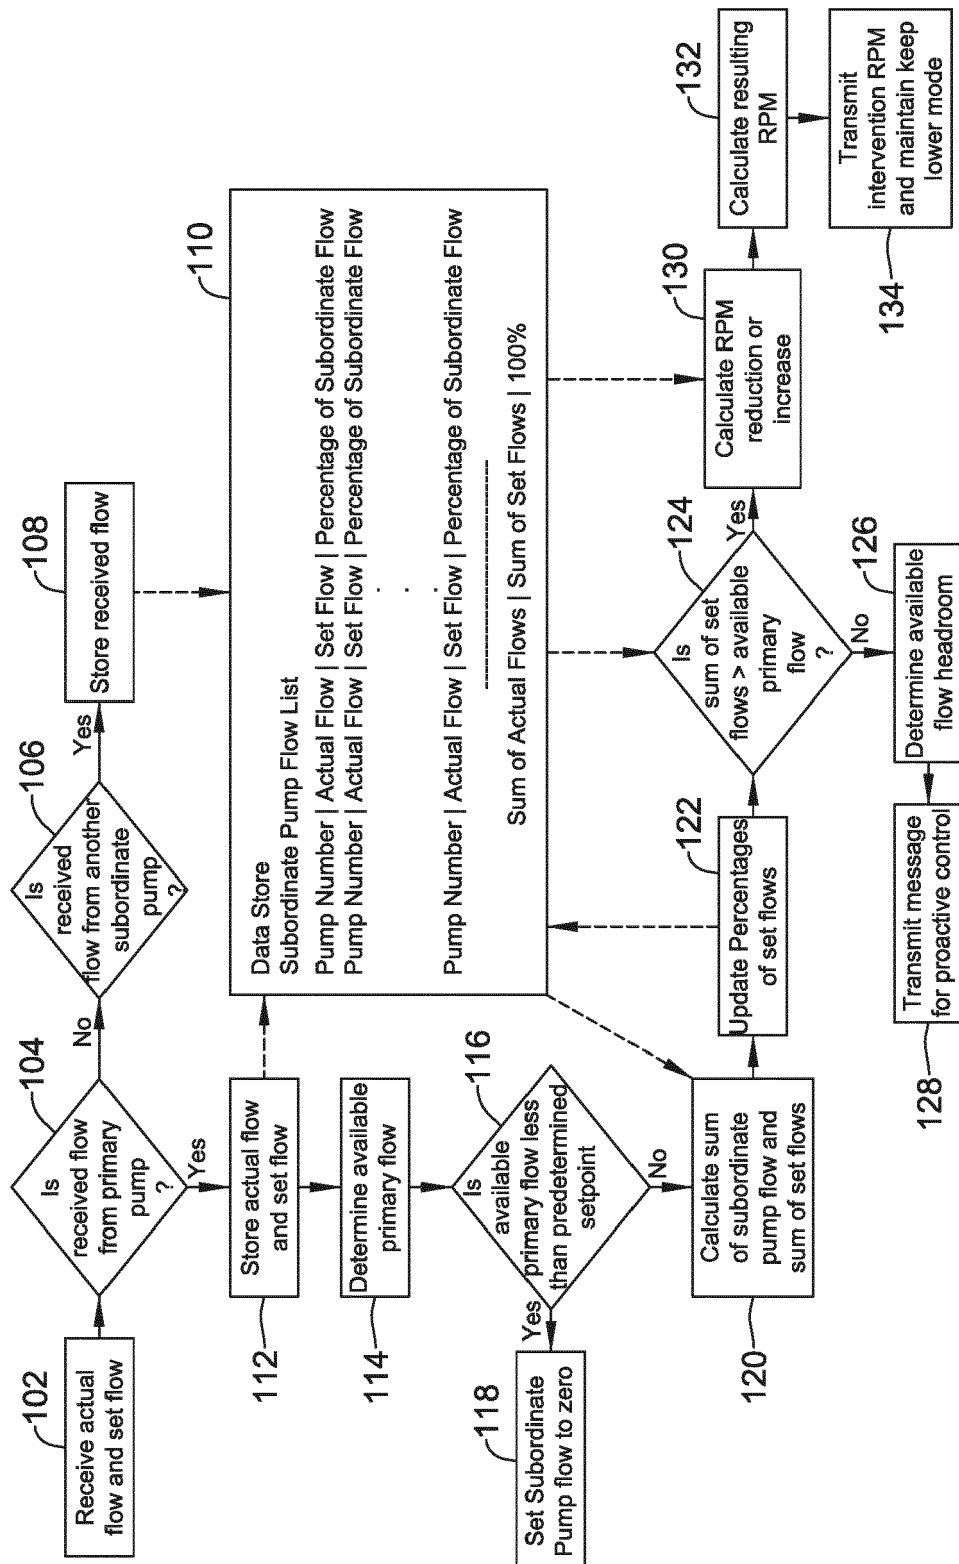 102
Receive actual
flow and set flow
104
Is
received flow
from primary
pump
?
No
Yes
106
Is
received
flow from another
subordinate
pump
?
Yes
108
Store received flow
110
Data Store
Subordinate Pump Flow List
Pump Number | Actual Flow | Set Flow | Percentage of Subordinate Flow
Pump Number | Actual Flow | Set Flow | Percentage of Subordinate Flow
Pump Number | Actual Flow | Set Flow | Percentage of Subordinate Flow
Sum of Actual Flows | Sum of Set Flows | 100%
112
Store actual flow
and set flow
114
Determine available
primary flow
116
Is
available
primary flow less
than predetermined
setpoint
Yes
No
118
Set Subordinate
Pump flow to zero
120
Calculate sum
of subordinate
pump flow and
sum of set flows
122
Update Percentages
of set flows
124
Is
sum of set
flows > available
primary
flow
?
Yes
No
126
Determine available
flow headroom
128
Transmit message
for proactive control
130
Calculate RPM
reduction or
increase
132
Calculate resulting
RPM
134
Transmit
intervention RPM
and maintain keep
lower mode